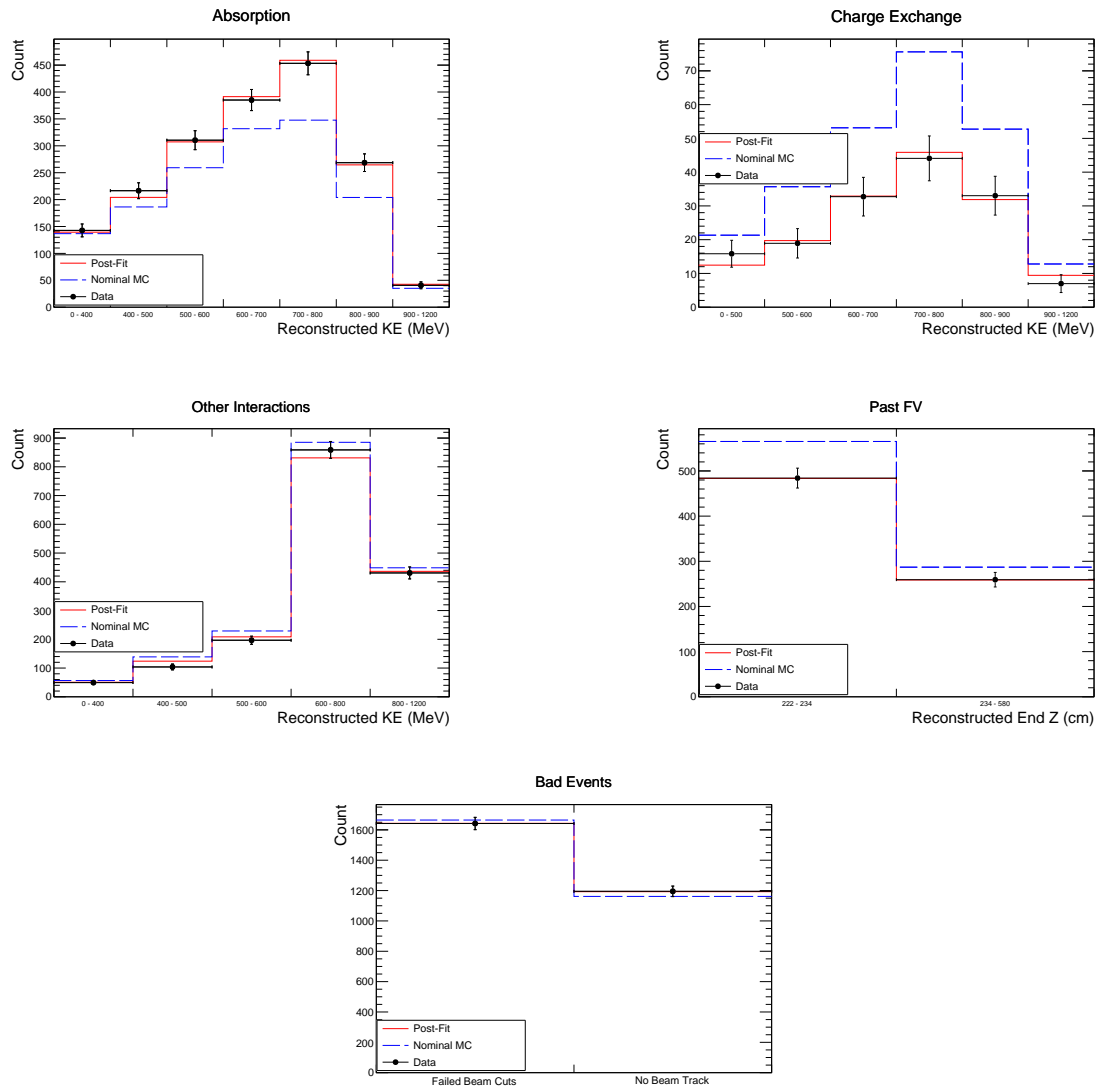 Absorption
Count
450
400
350
300
250
200
150
100
50
0
Post-Fit
Nominal MC
Data
0 - 400 400 - 500 500 - 600 600 - 700 700 - 800 800 - 900 900 - 1200
Reconstructed KE (MeV)
Charge Exchange
Count
70
60
50
40
30
20
10
0
Post-Fit
Nominal MC
Data
0 - 500 500 - 600 600 - 700 700 - 800 800 - 900 900 - 1200
Reconstructed KE (MeV)
Other Interactions
Count
900
800
700
600
500
400
300
200
100
0
Post-Fit
Nominal MC
Data
0 - 400 400 - 500 500 - 600 600 - 800 800 - 1200
Reconstructed KE (MeV)
Past FV
Count
500
400
300
200
100
0
Post-Fit
Nominal MC
Data
222 - 234 234 - 580
Reconstructed End Z (cm)
Bad Events
Count
1600
1400
1200
1000
800
600
400
200
0
Post-Fit
Nominal MC
Data
Failed Beam Cuts No Beam Track